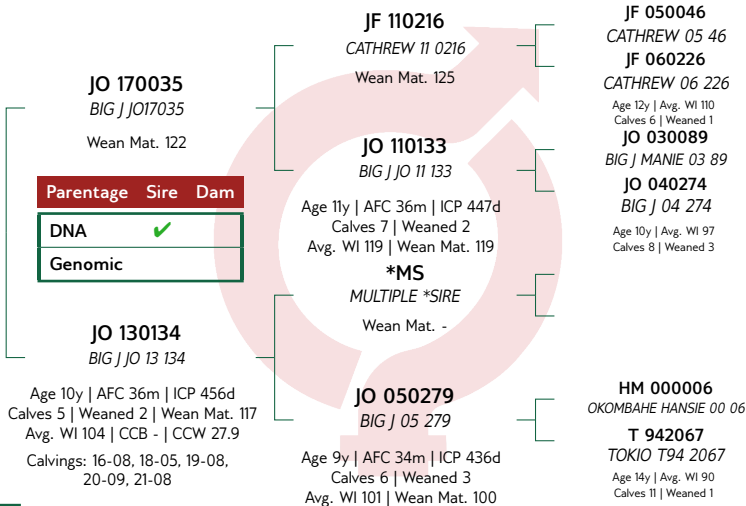 JO 170035
BIG J JO17035
Wean Mat. 122
Parentage Sire Dam
DNA ✔
Genomic
JO 130134
BIG J JO 13 134
Age 10y | AFC 36m | ICP 456d
Calves 5 | Weaned 2 | Wean Mat. 117
Avg. WI 104 | CCB - | CCW 27.9
Calvings: 16-08, 18-05, 19-08,
20-09, 21-08
JF 110216
CATHREW 11 0216
Wean Mat. 125
JO 110133
BIG J JO 11 133
Age 11y | AFC 36m | ICP 447d
Calves 7 | Weaned 2
Avg. WI 119 | Wean Mat. 119
*MS
MULTIPLE *SIRE
Wean Mat. -
JO 050279
BIG J 05 279
Age 9y | AFC 34m | ICP 436d
Calves 6 | Weaned 3
Avg. WI 101 | Wean Mat. 100
JF 050046
CATHREW 05 46
JF 060226
CATHREW 06 226
Age 12y | Avg. WI 110
Calves 6 | Weaned 1
JO 030089
BIG J MANIE 03 89
JO 040274
BIG J 04 274
Age 10y | Avg. WI 97
Calves 8 | Weaned 3
HM 000006
OKOMBAHE HANSIE 00 06
T 942067
TOKIO T94 2067
Age 14y | Avg. WI 90
Calves 11 | Weaned 1